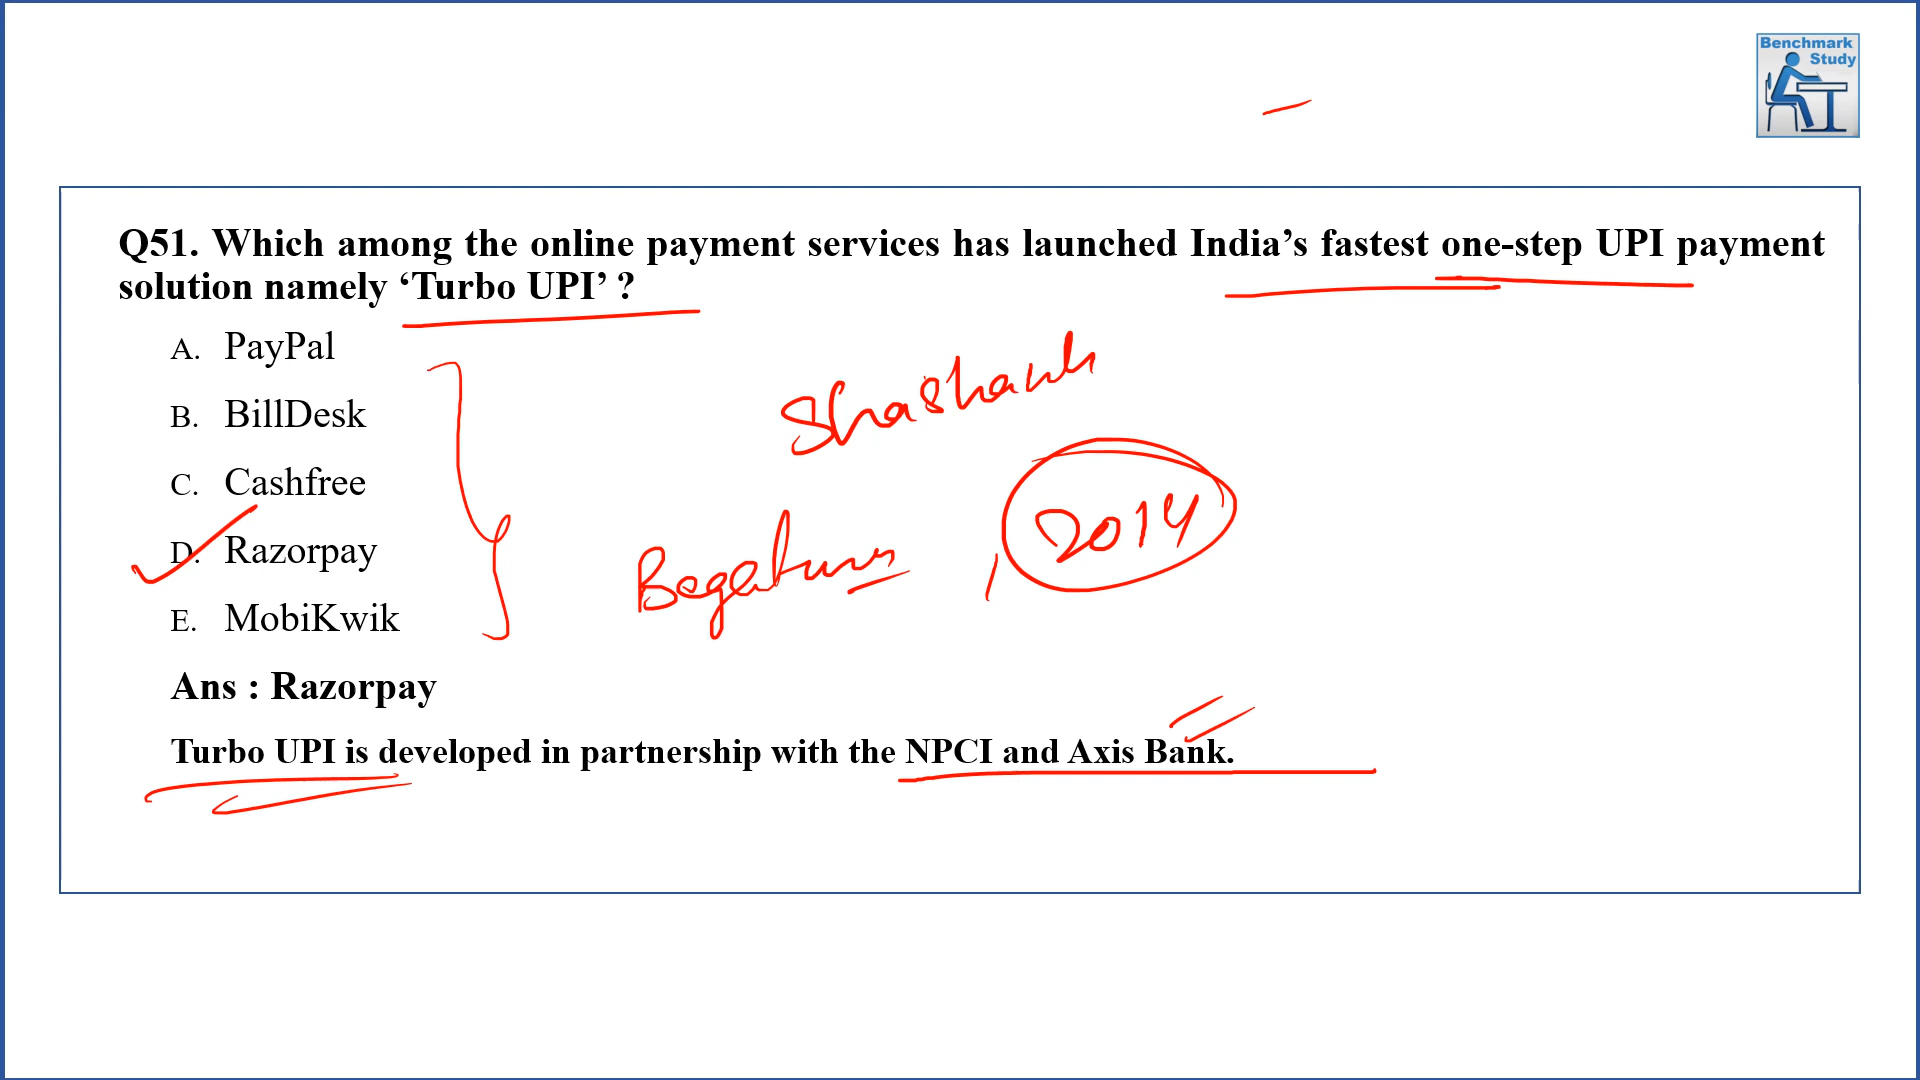 Benchmark
Study
Q51. Which among the online payment services has launched India’s fastest one-step UPI payment
solution namely ‘Turbo UPI’ ?
A. PayPal
B. BillDesk
C. Cashfree
D. Razorpay
E. MobiKwik
Shashank
2014
Ans : Razorpay
Turbo UPI is developed in partnership with the NPCI and Axis Bank.